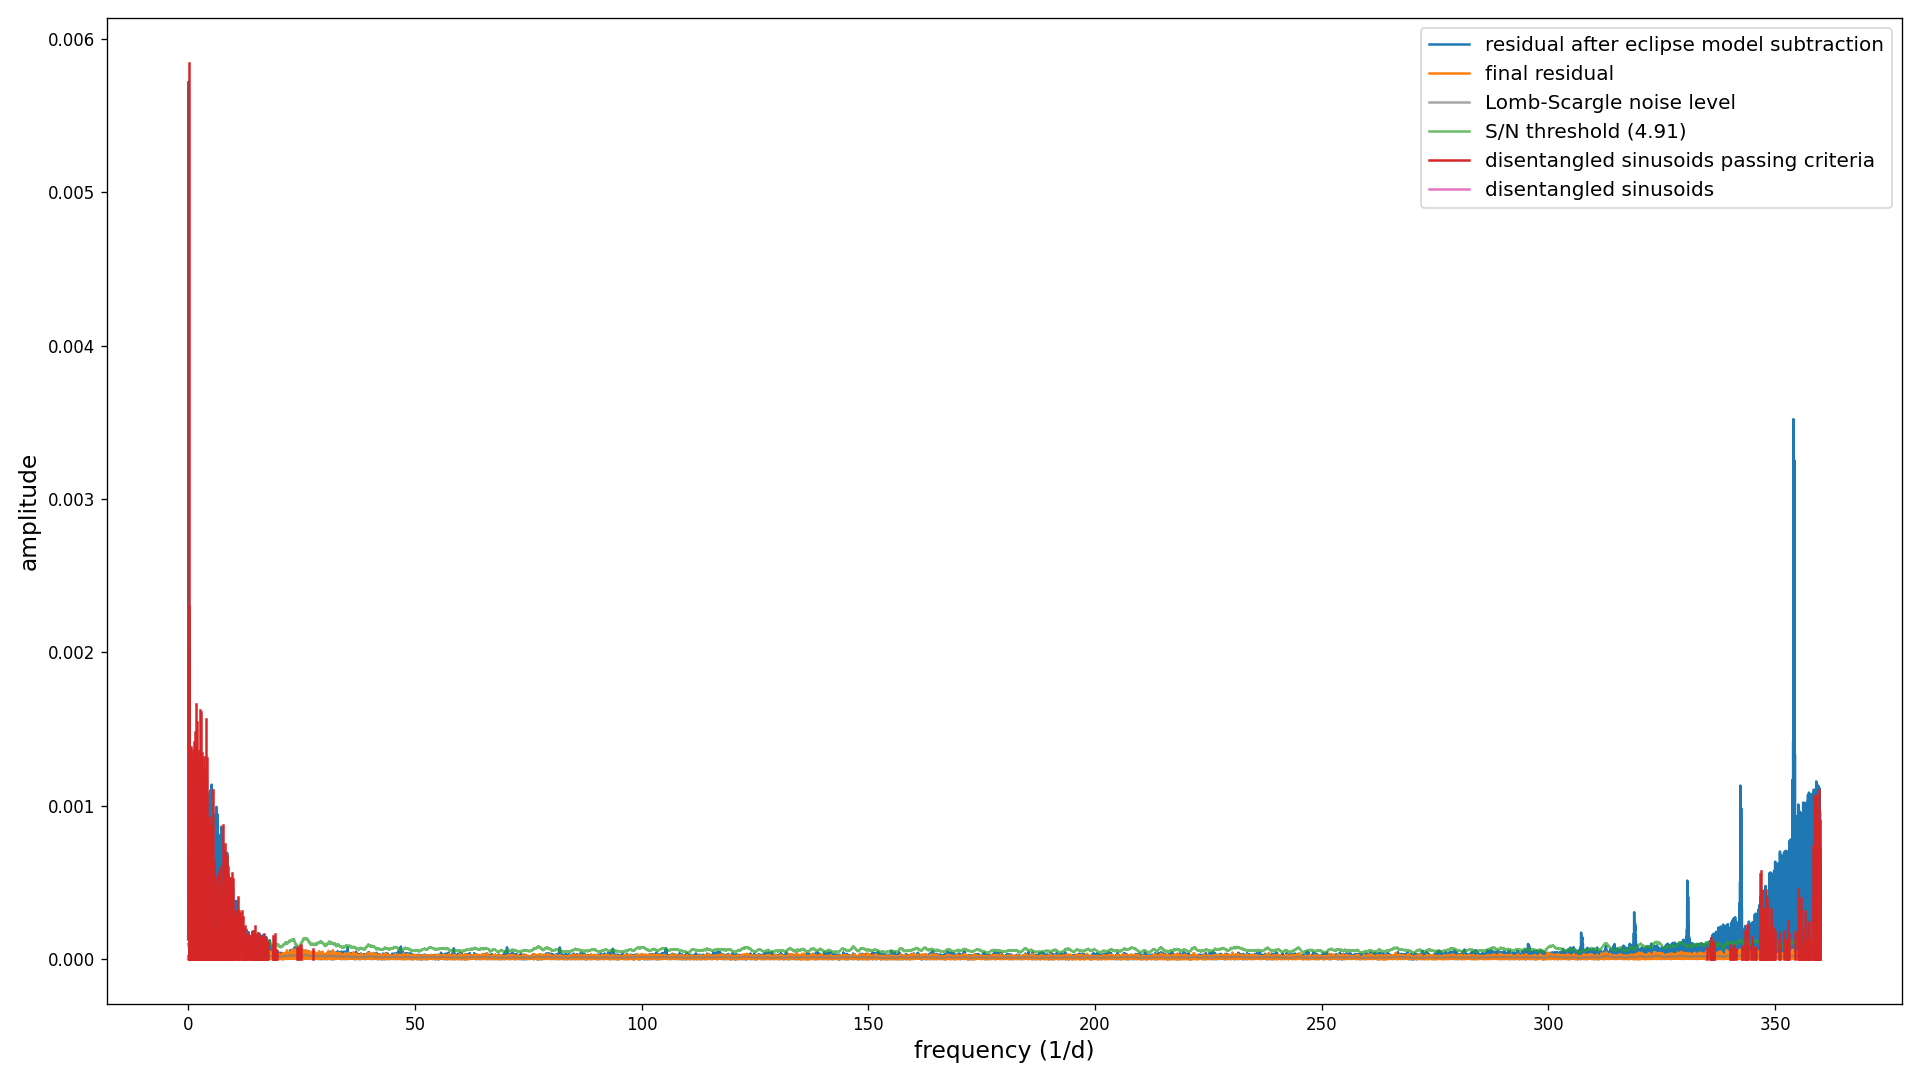 residual after eclipse model subtraction
final residual
Lomb-Scargle noise level
S/N threshold (4.91)
disentangled sinusoids passing criteria
disentangled sinusoids
0.006
0.005
0.004
0.003
0.002
0.001
0.000
amplitude
0 50 100 150 200 250 300 350
frequency (1/d)